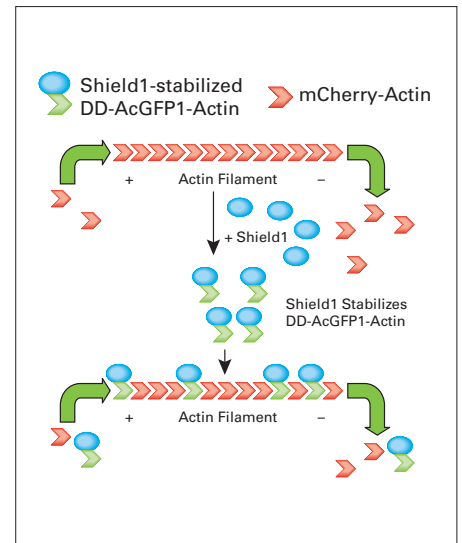 Shield1-stabilized
DD-AcGFP1-Actin
mCherry-Actin
+ Actin Filament –
+ Shield1
Shield1 Stabilizes
DD-AcGFP1-Actin
+ Actin Filament –